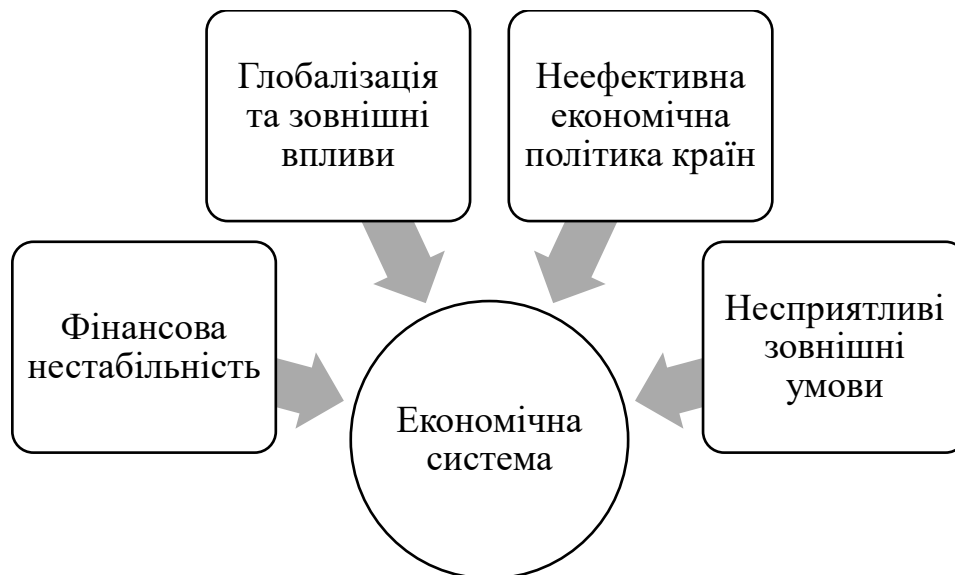 Глобалізація
та зовнішні
впливи
Неефективна
економічна
політика країн
Фінансова
нестабільність
Несприятливі
зовнішні
умови
Економічна
система